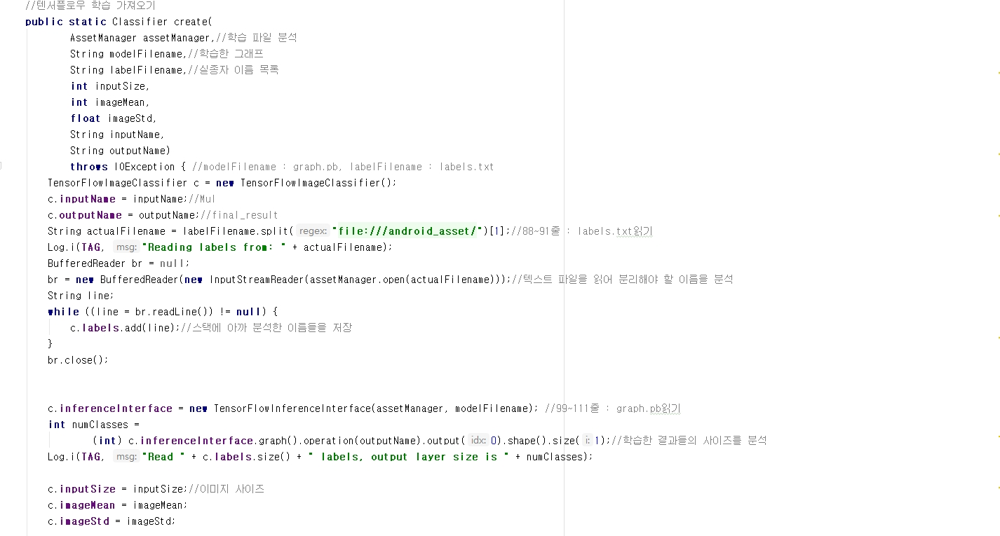 //텐서플로우 학습 가져오기
public static Classifier create(
AssetManager assetManager,//학습 파일 분석
String modelFilename,//학습한 그래프
String labelFilename,//실종자 이름 목록
int inputSize,
int imageMean,
float imageStd,
String inputName,
String outputName)
throws IOException { //modelFilename : graph.pb, labelFilename : labels.txt
TensorFlowImageClassifier c = new TensorFlowImageClassifier();
c.inputName = inputName;//Mul
c.outputName = outputName;//final_result
String actualFilename = labelFilename.split( regex: "file:///android_asset/")[1];//88~91줄 : labels.txt읽기
Log.i(TAG, msg: "Reading labels from: " + actualFilename);
BufferedReader br = null;
br = new BufferedReader(new InputStreamReader(assetManager.open(actualFilename)));//텍스트 파일을 읽어 분리해야 할 이름을 분석
String line;
while ((line = br.readLine()) != null) {
c.labels.add(line);//스택에 아까 분석한 이름들을 저장
}
br.close();
c.inferenceInterface = new TensorFlowInferenceInterface(assetManager, modelFilename); //99~111줄 : graph.pb읽기
int numClasses =
(int) c.inferenceInterface.graph().operation(outputName).output( idx: 0).shape().size( i: 1);//학습한 결과들의 사이즈를 분석
Log.i(TAG, msg: "Read " + c.labels.size() + " labels, output layer size is " + numClasses);
c.inputSize = inputSize;//이미지 사이즈
c.imageMean = imageMean;
c.imageStd = imageStd;